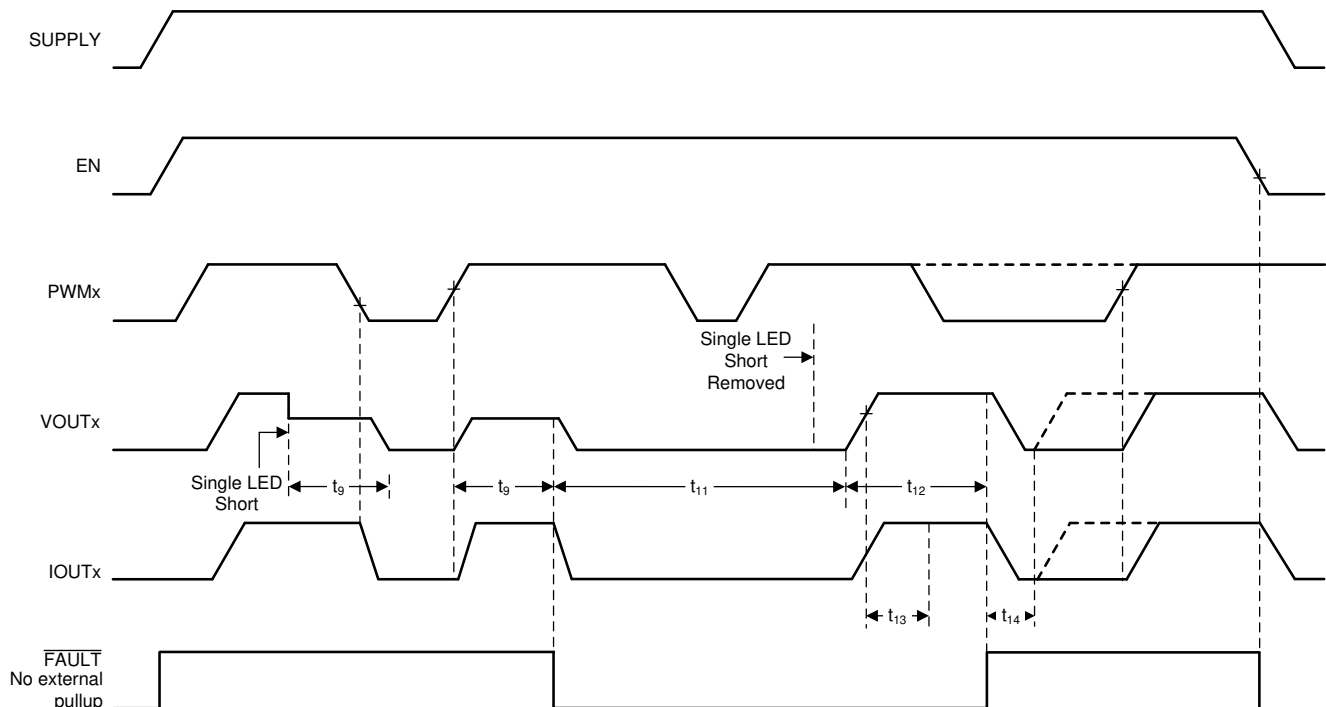 SUPPLY
EN
PWMx
Single LED
Short
Removed
VOUTx
Single LED
Short
t9
t9
t11
t12
IOUTx
t13
t14
FAULT
No external
pullup